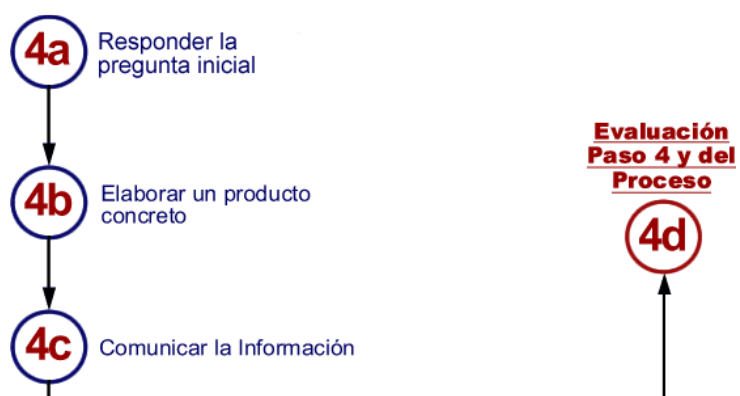 4a
Responder la
pregunta inicial
4b
Elaborar un producto
concreto
4c
Comunicar la Información
Evaluación
Paso 4 y del
Proceso
4d